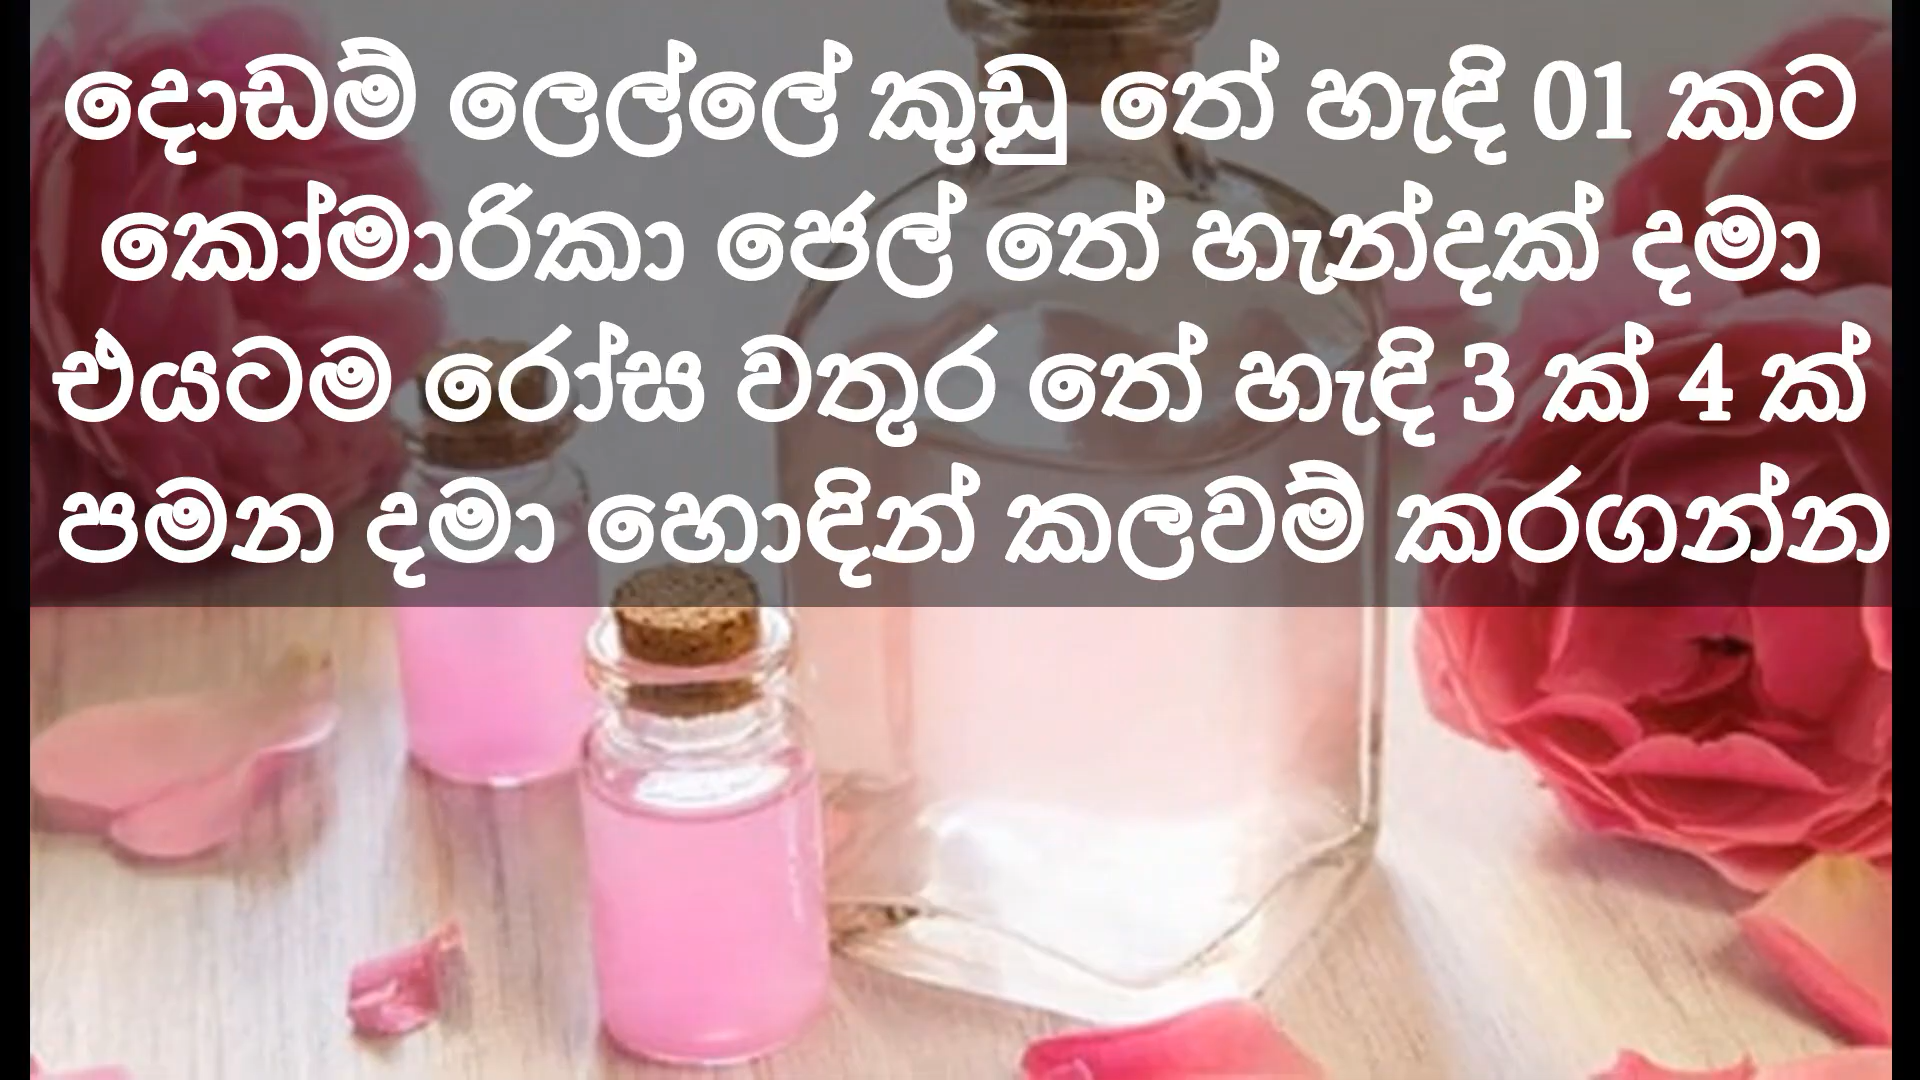 දොඩම් ලෙල්ලේ කුඩු තේ හැඳි 01 කට
කෝමාරිකා ජෙල් තේ හැන්දක් දමා
එයටම රෝස වතුර තේ හැඳි 3 ක් 4 ක්
පමන දමා හොඳින් කලවම් කරගන්න